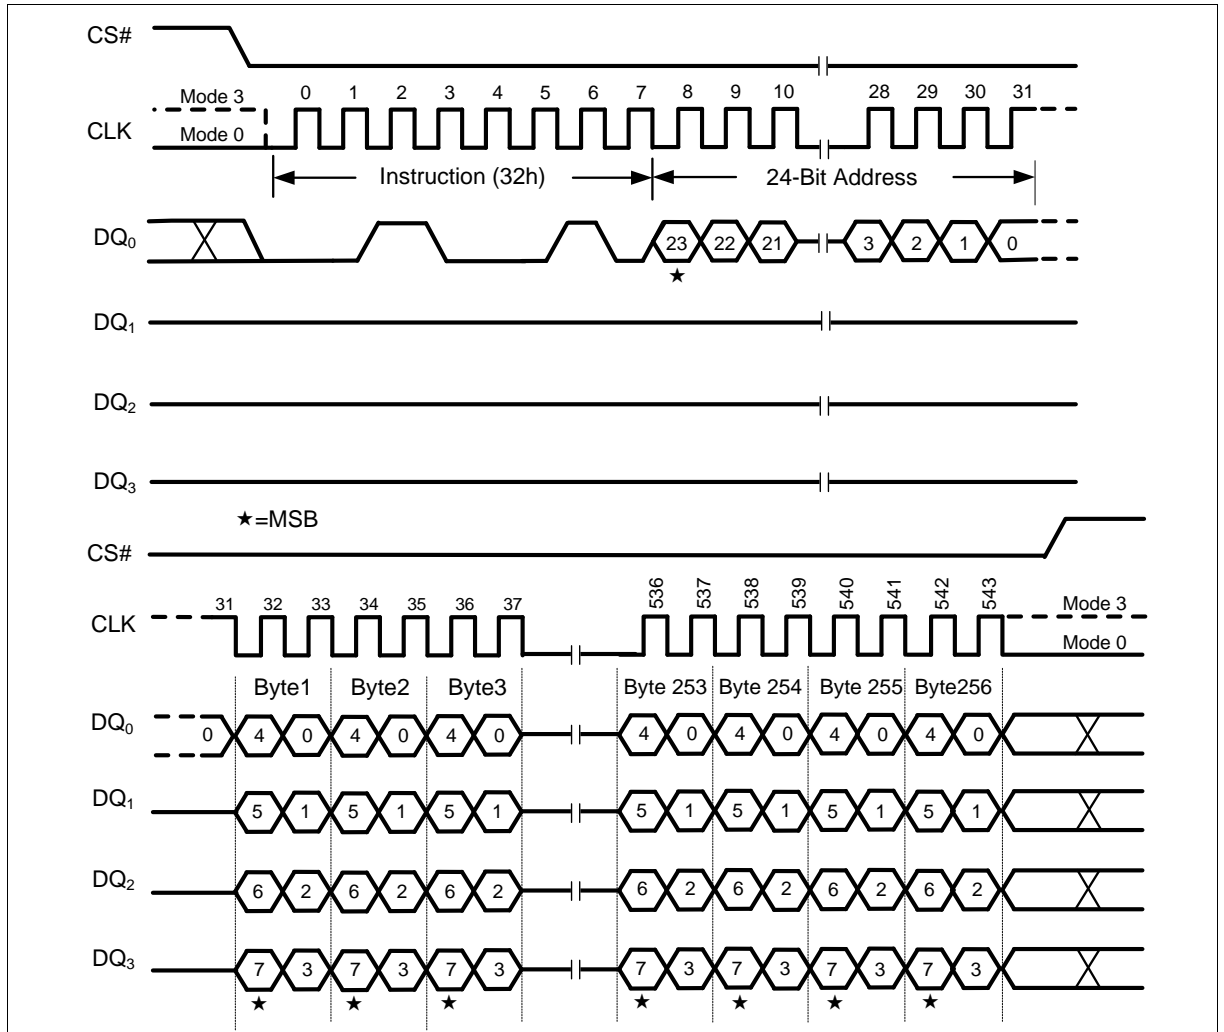 CS#
Mode 3 0 1 2 3 4 5 6 7 8 9 10 28 29 30 31
CLK
Mode 0
Instruction (32h) 24-Bit Address
DQ0 23 22 21 3 2 1 0
★
DQ1
DQ2
DQ3
★=MSB
CS#
31 32 33 34 35 36 37 536 537 538 539 540 541 542 543 Mode 3
CLK
Mode 0
Byte1 Byte2 Byte3 Byte 253 Byte 254 Byte 255 Byte256
DQ0 0 4 0 4 0 4 0 4 0 4 0 4 0 4 0
DQ1 5 1 5 1 5 1 5 1 5 1 5 1 5 1
DQ2 6 2 6 2 6 2 6 2 6 2 6 2 6 2
DQ3 7 3 7 3 7 3 7 3 7 3 7 3 7 3
★ ★ ★ ★ ★ ★ ★